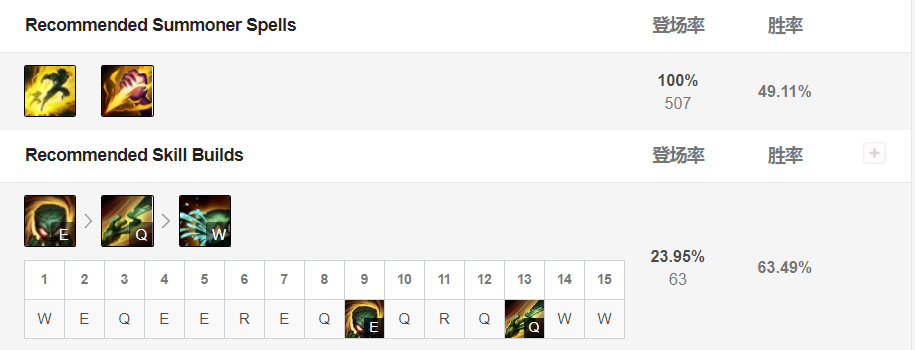 Recommended Summoner Spells 登场率 胜率
100%
507
49.11%
Recommended Skill Builds 登场率 胜率 +
E > Q > W
23.95%
63
63.49%
1 2 3 4 5 6 7 8 9 10 11 12 13 14 15
W E Q E E R E Q E Q R Q Q W W